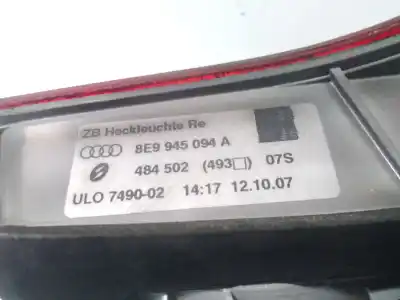 ZB Heckleuchte Re
8E9 945 094 A
484 502 (493□) 07S
ULO 7490-02 14:17 12.10.07